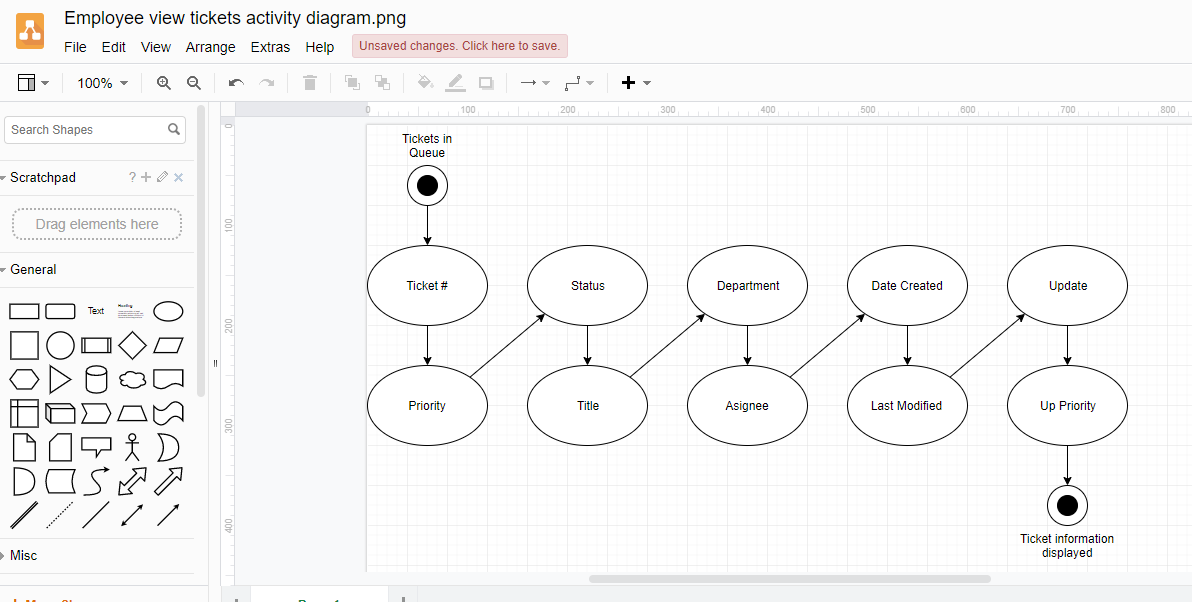 Employee view tickets activity diagram.png
File Edit View Arrange Extras Help
Unsaved changes. Click here to save.
100%
Search Shapes
Scratchpad
?
Drag elements here
General
Text
Heading
Misc
0 100 200 300 400 500 600 700 800
0
100
200
300
400
Tickets in
Queue
Ticket #
Status
Department
Date Created
Update
Priority
Title
Asignee
Last Modified
Up Priority
Ticket information
displayed